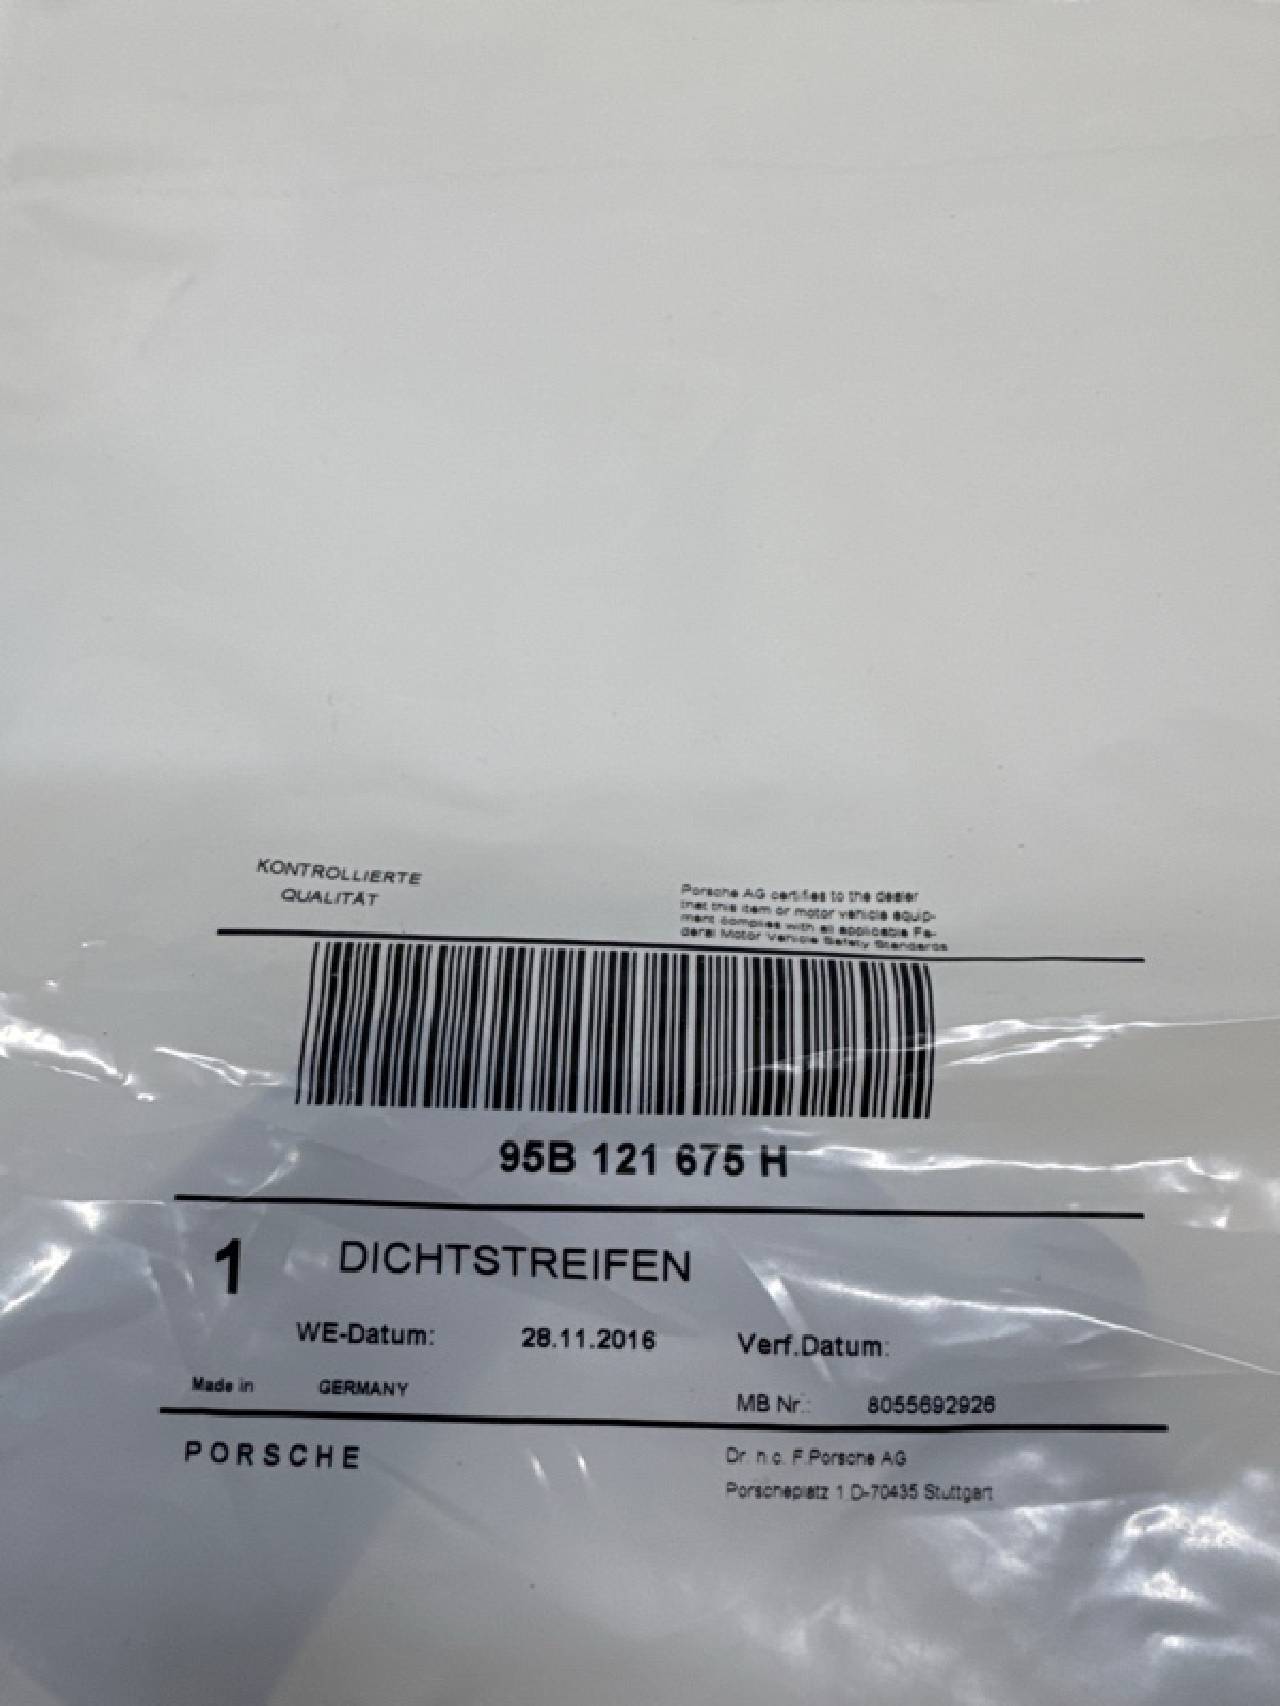 KONTROLLIERTE
QUALITÄT
Porsche AG certifies to the dealer
that this item or motor vehicle equip-
ment complies with all applicable Fe-
deral Motor Vehicle Safety Standards
95B 121 675 H
1 DICHTSTREIFEN
WE-Datum: 28.11.2016 Verf.Datum:
Made in GERMANY
MB Nr.: 8055692926
PORSCHE
Dr. h.c. F.Porsche AG
Porscheplatz 1 D-70435 Stuttgart